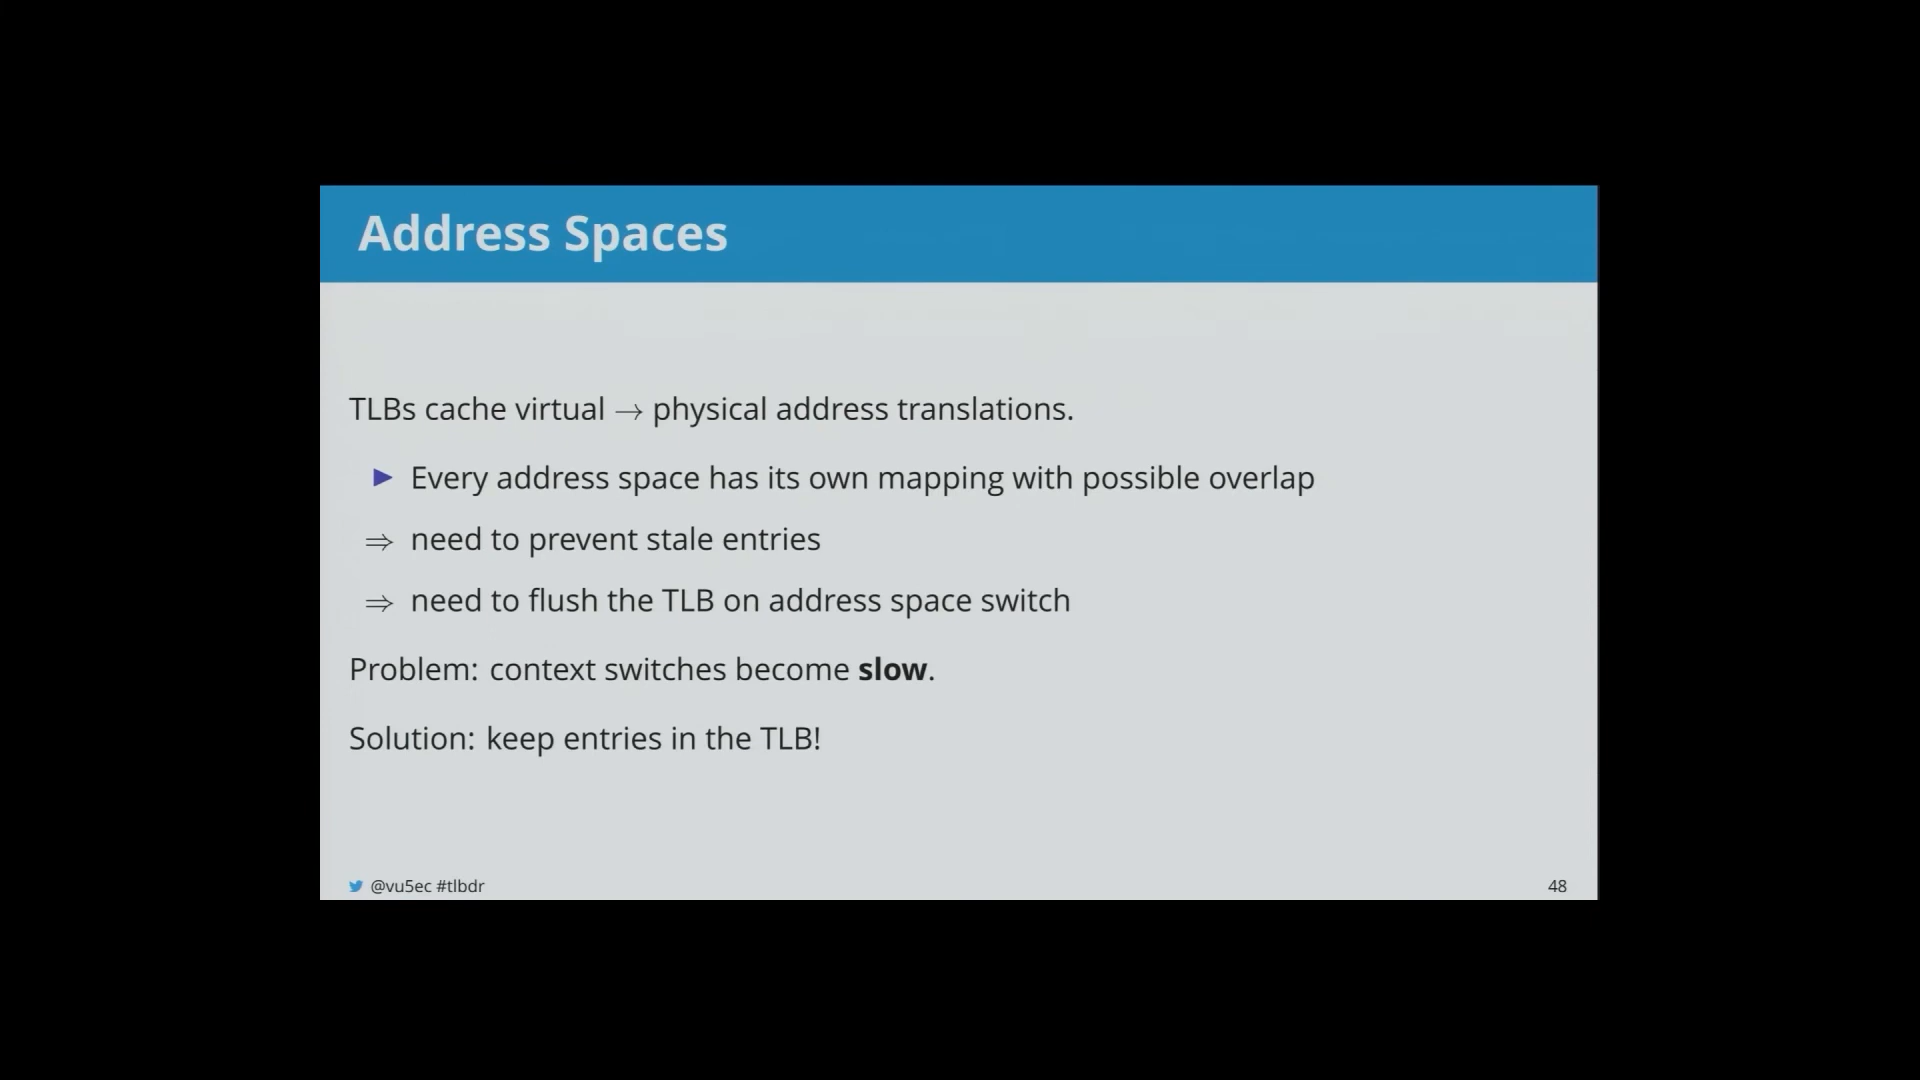 Address Spaces
TLBs cache virtual → physical address translations.
▶ Every address space has its own mapping with possible overlap
⇒ need to prevent stale entries
⇒ need to flush the TLB on address space switch
Problem: context switches become slow.
Solution: keep entries in the TLB!
@vu5ec #tlbdr
48